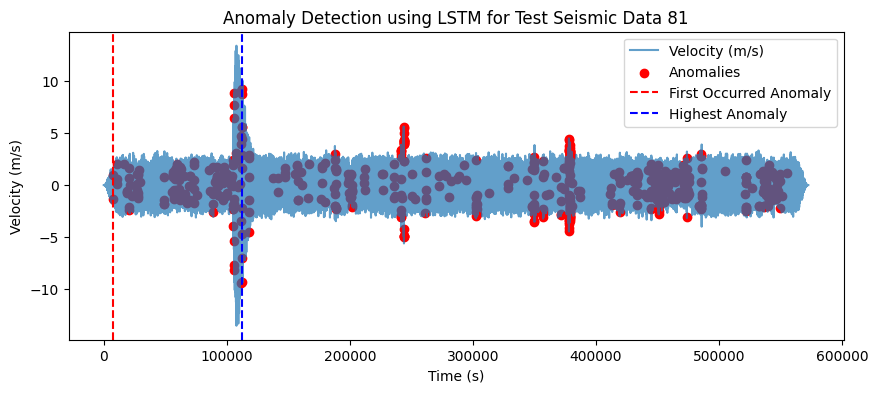 Anomaly Detection using LSTM for Test Seismic Data 81
Velocity (m/s)
Anomalies
First Occurred Anomaly
Highest Anomaly
10
5
0
−5
−10
Velocity (m/s)
0 100000 200000 300000 400000 500000 600000
Time (s)